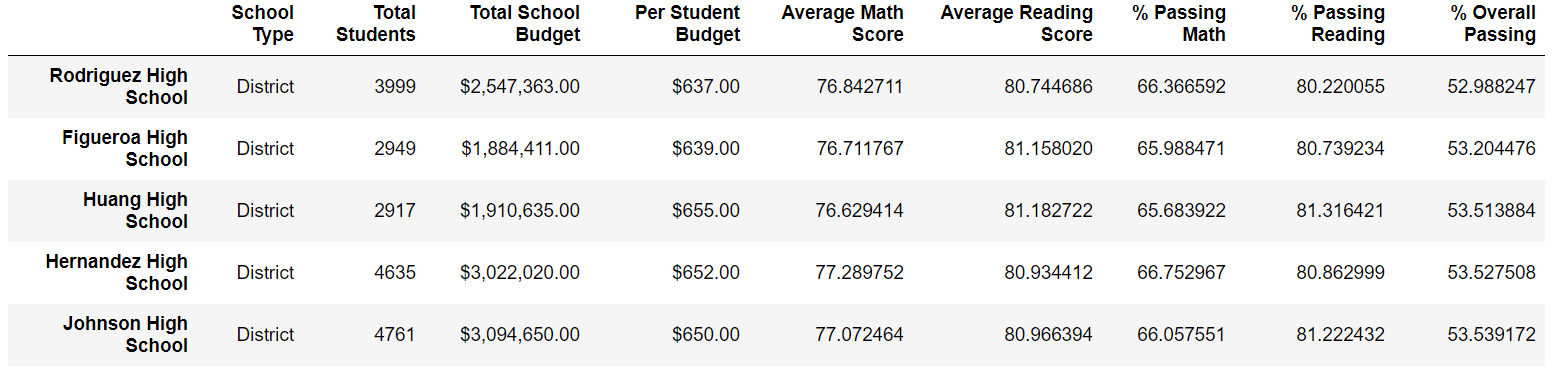 School Type Total Students Total School Budget Per Student Budget Average Math Score Average Reading Score % Passing Math % Passing Reading % Overall Passing
Rodriguez High School District 3999 $2,547,363.00 $637.00 76.842711 80.744686 66.366592 80.220055 52.988247
Figueroa High School District 2949 $1,884,411.00 $639.00 76.711767 81.158020 65.988471 80.739234 53.204476
Huang High School District 2917 $1,910,635.00 $655.00 76.629414 81.182722 65.683922 81.316421 53.513884
Hernandez High School District 4635 $3,022,020.00 $652.00 77.289752 80.934412 66.752967 80.862999 53.527508
Johnson High School District 4761 $3,094,650.00 $650.00 77.072464 80.966394 66.057551 81.222432 53.539172